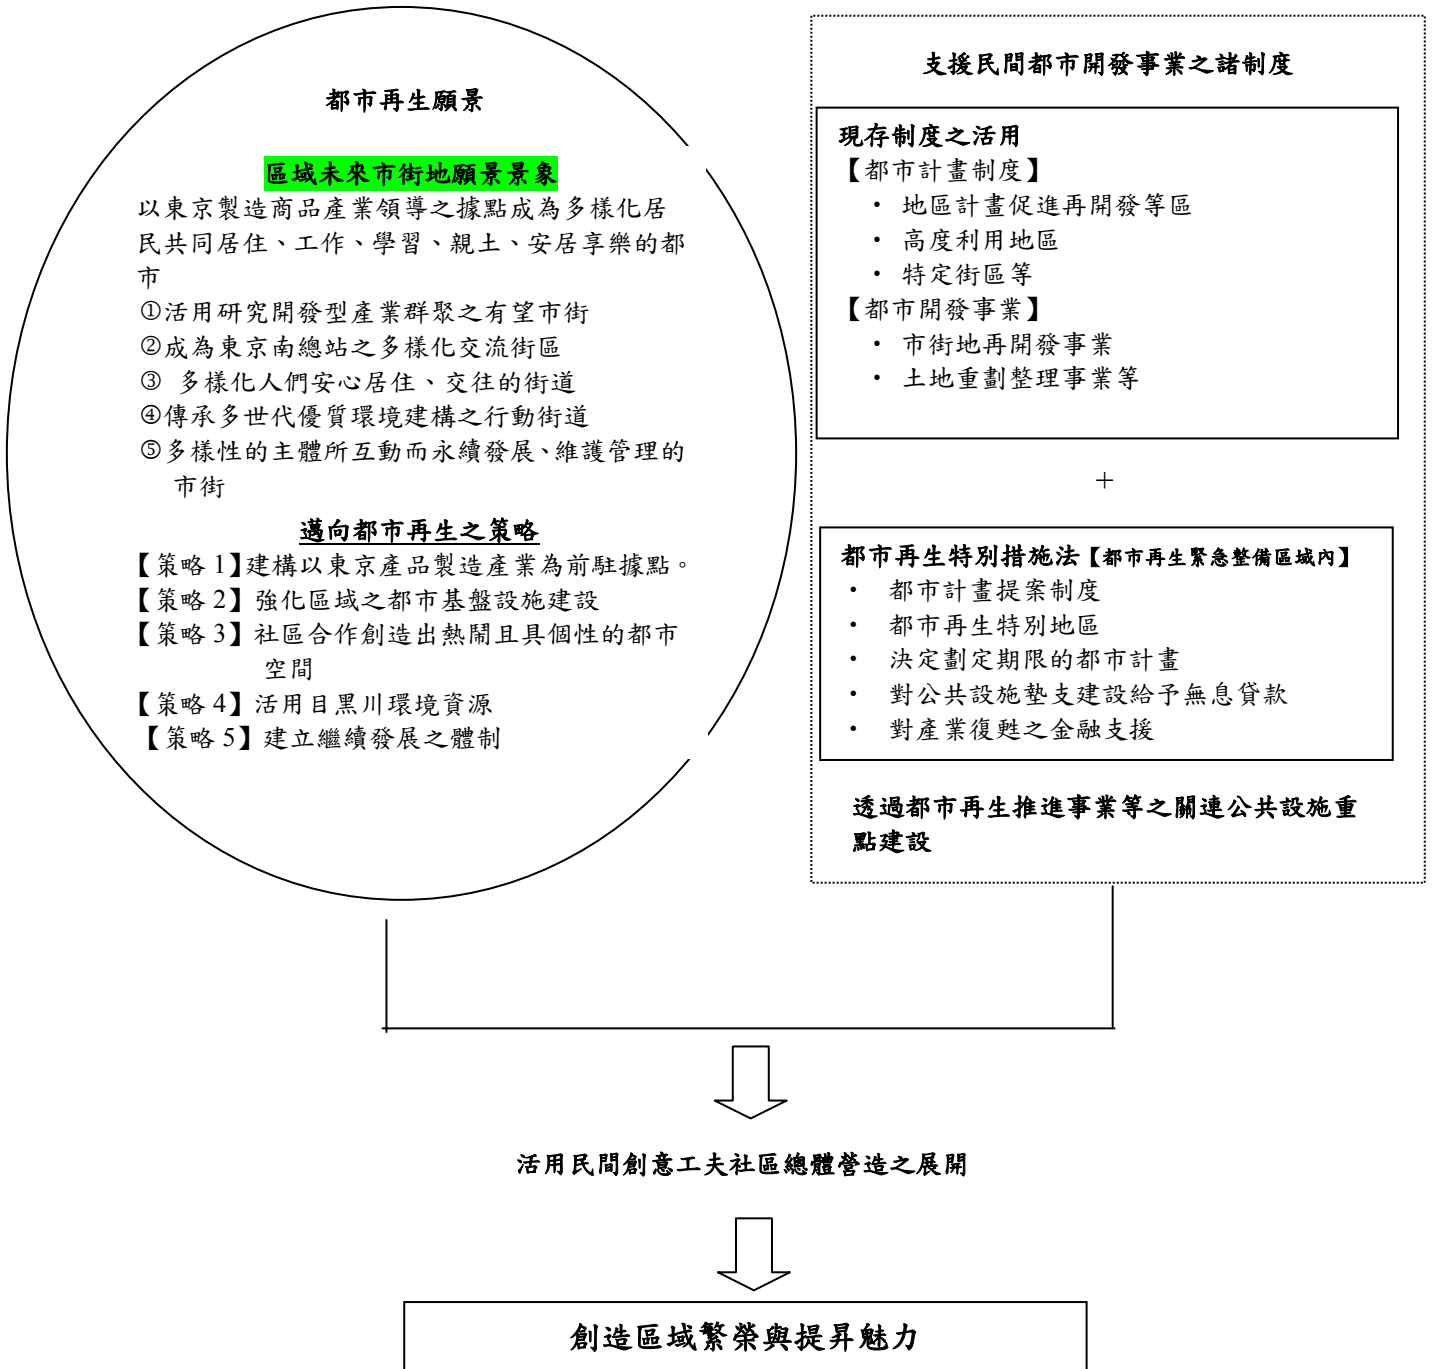 都市再生願景
區域未來市街地願景景象
以東京製造商品產業領導之據點成為多樣化居
民共同居住、工作、學習、親土、安居享樂的都
市
①活用研究開發型產業群聚之有望市街
②成為東京南總站之多樣化交流街區
③ 多樣化人們安心居住、交往的街道
④傳承多世代優質環境建構之行動街道
⑤多樣性的主體所互動而永續發展、維護管理的
市街
邁向都市再生之策略
【策略 1】建構以東京產品製造產業為前駐據點。
【策略 2】強化區域之都市基盤設施建設
【策略 3】社區合作創造出熱鬧且具個性的都市
空間
【策略 4】活用目黑川環境資源
【策略 5】建立繼續發展之體制
支援民間都市開發事業之諸制度
現存制度之活用
【都市計畫制度】
・ 地區計畫促進再開發等區
・ 高度利用地區
・ 特定街區等
【都市開發事業】
・ 市街地再開發事業
・ 土地重劃整理事業等
＋
都市再生特別措施法【都市再生緊急整備區域內】
・ 都市計畫提案制度
・ 都市再生特別地區
・ 決定劃定期限的都市計畫
・ 對公共設施墊支建設給予無息貸款
・ 對產業復甦之金融支援
透過都市再生推進事業等之關連公共設施重
點建設
活用民間創意工夫社區總體營造之展開
創造區域繁榮與提昇魅力